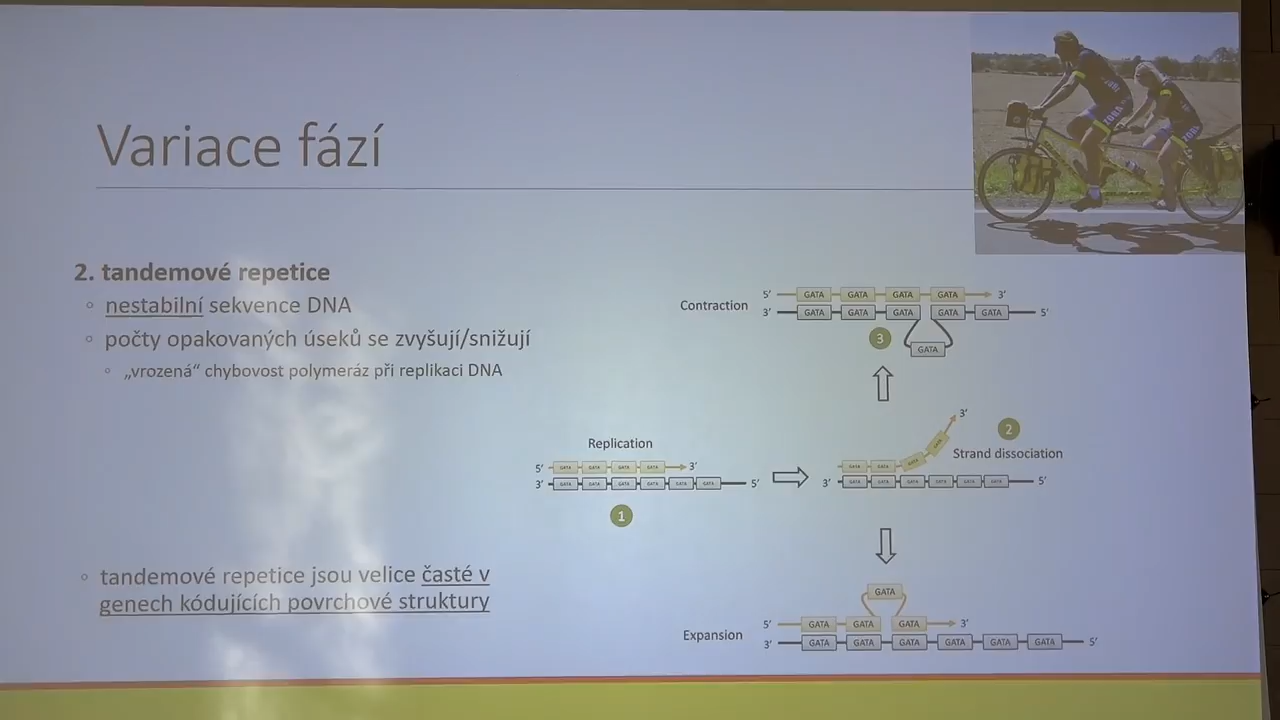 Variace fází
2. tandemové repetice
◦ nestabilní sekvence DNA
◦ počty opakovaných úseků se zvyšují/snižují
◦ „vrozená“ chybovost polymeráz při replikaci DNA
◦ tandemové repetice jsou velice časté v
genech kódujících povrchové struktury
Contraction
5’ GATA GATA GATA GATA 3’
3’ GATA GATA GATA GATA GATA 5’
GATA
3
Replication
5’ GATA GATA GATA GATA 3’
3’ GATA GATA GATA GATA GATA GATA 5’
1
3’
2
Strand dissociation
GATA GATA GATA GATA
3’ GATA GATA GATA GATA GATA GATA 5’
Expansion
GATA
5’ GATA GATA GATA 3’
3’ GATA GATA GATA GATA GATA GATA 5’